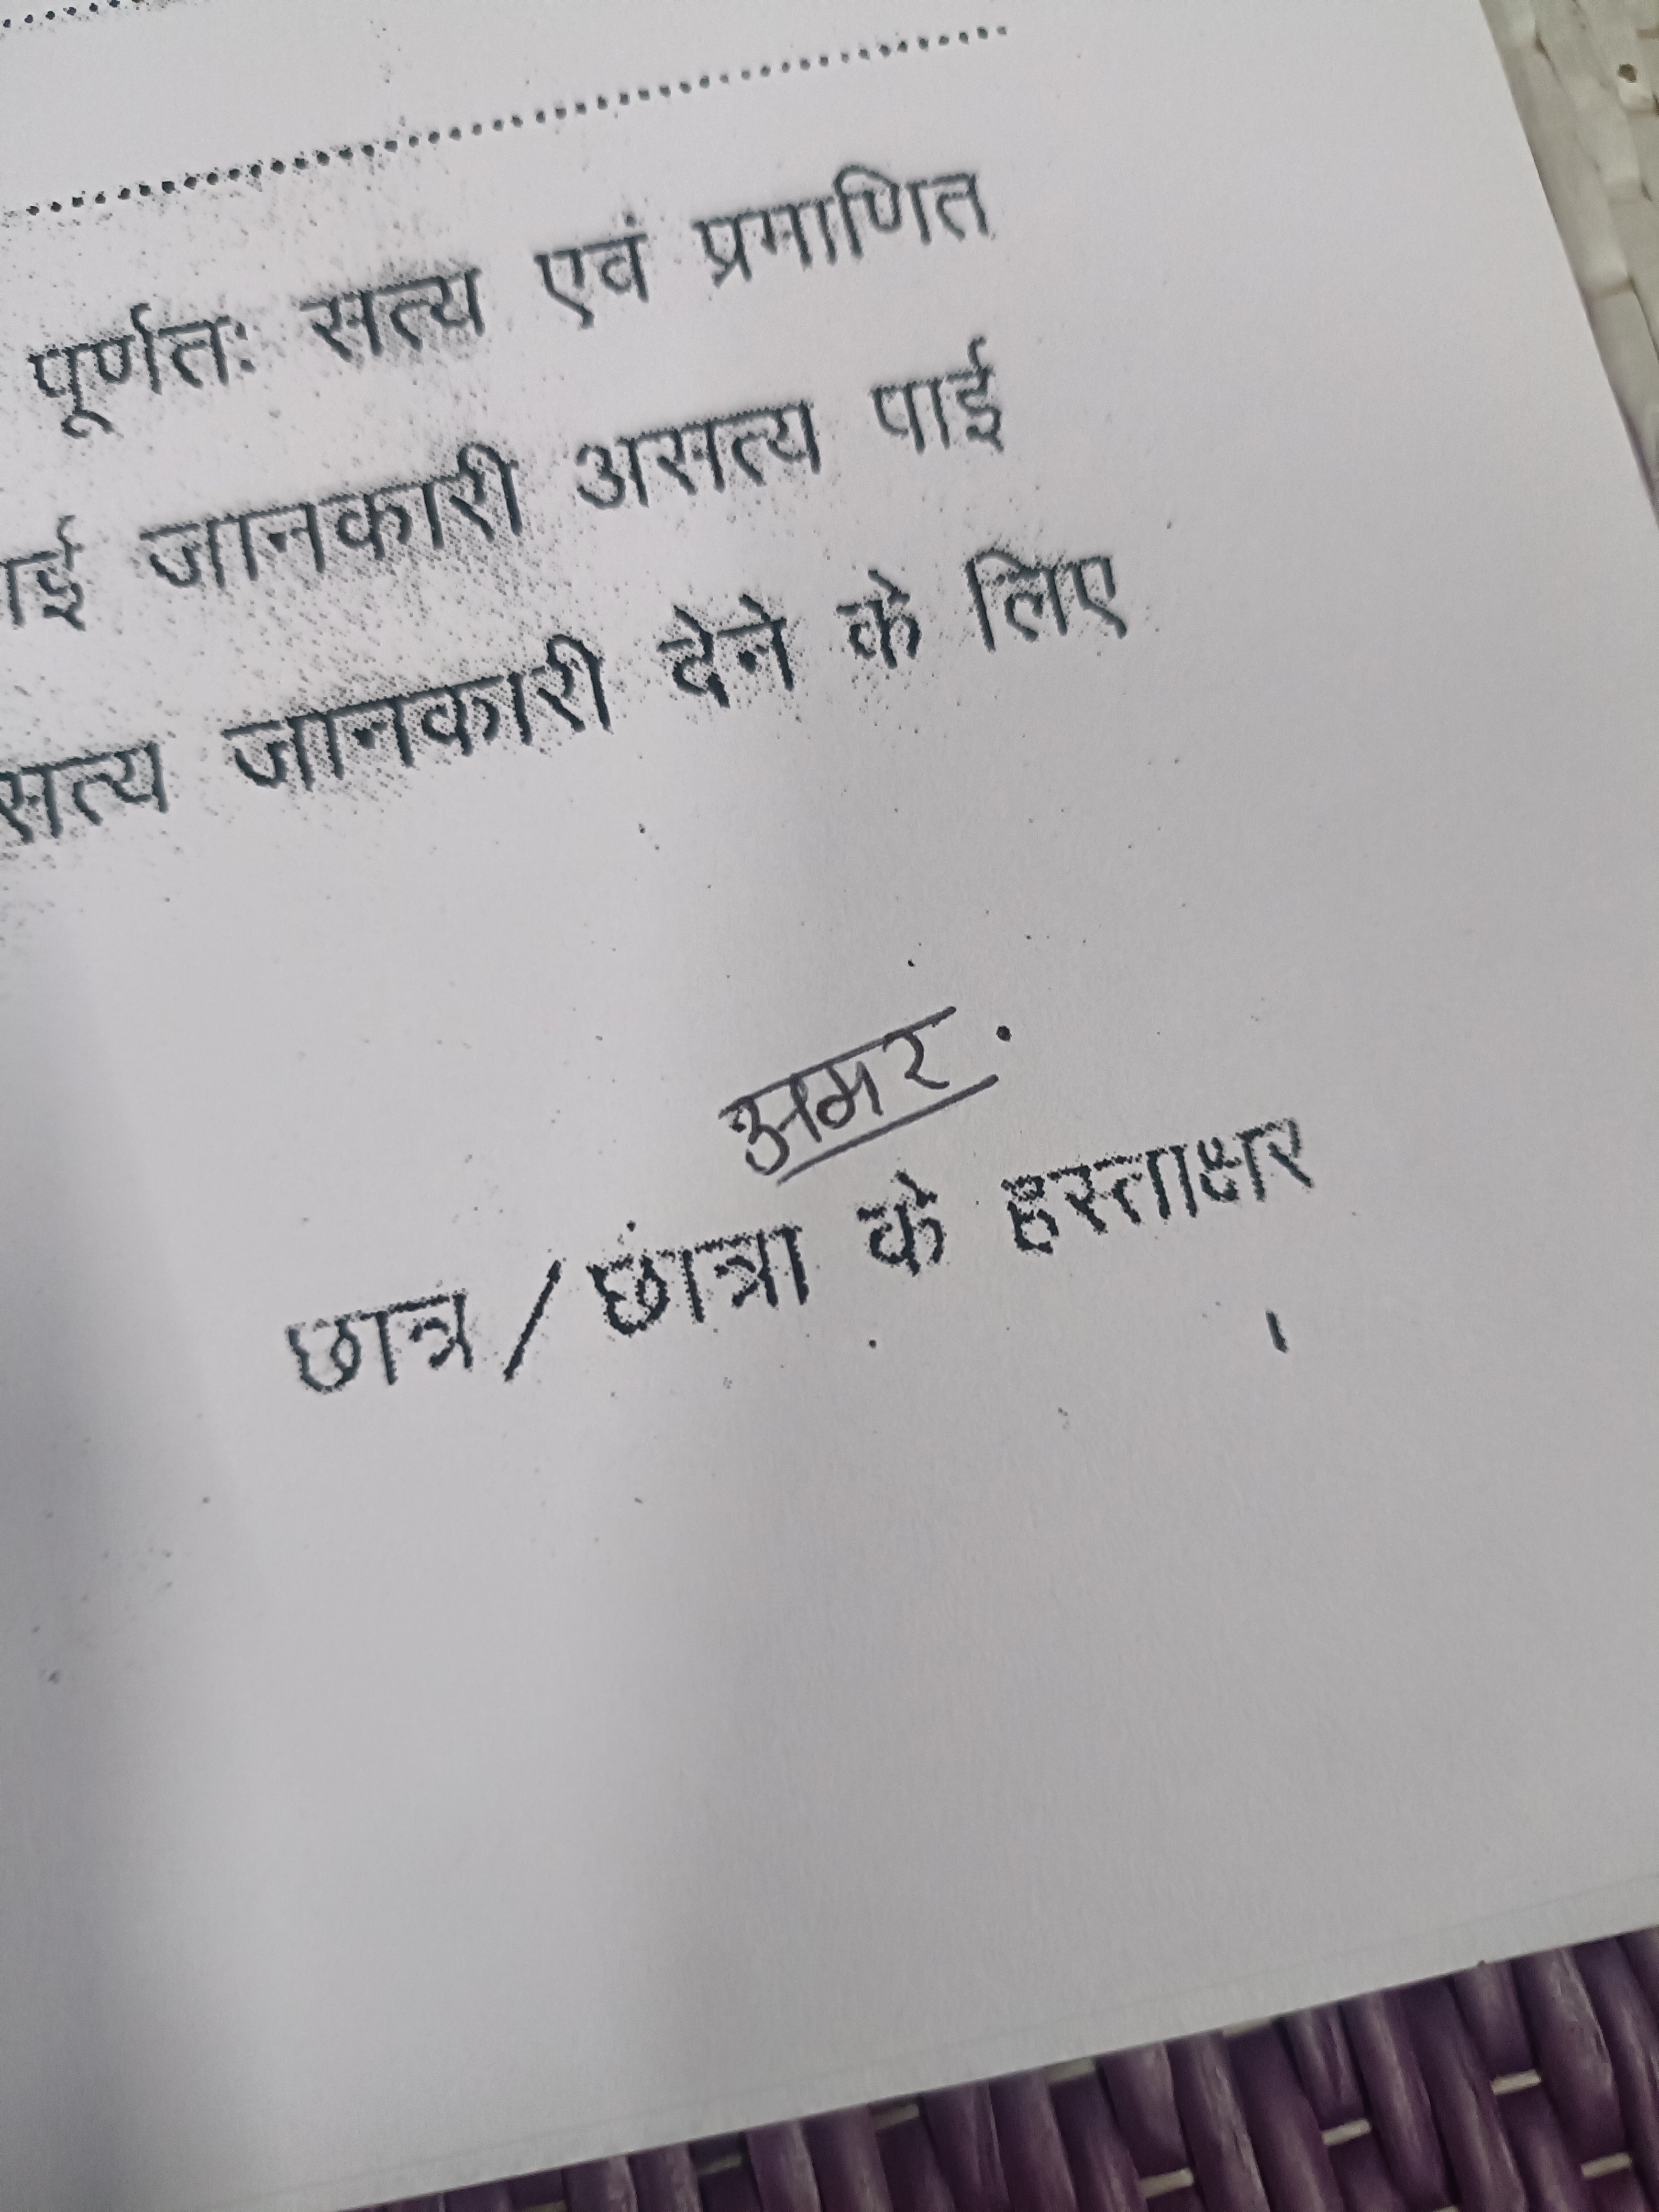 पूर्णतः सत्य एवं प्रमाणित
ाई जानकारी असत्य पाई
सत्य जानकारी देने के लिए
अमर.
छात्र/छात्रा के हस्ताक्षर